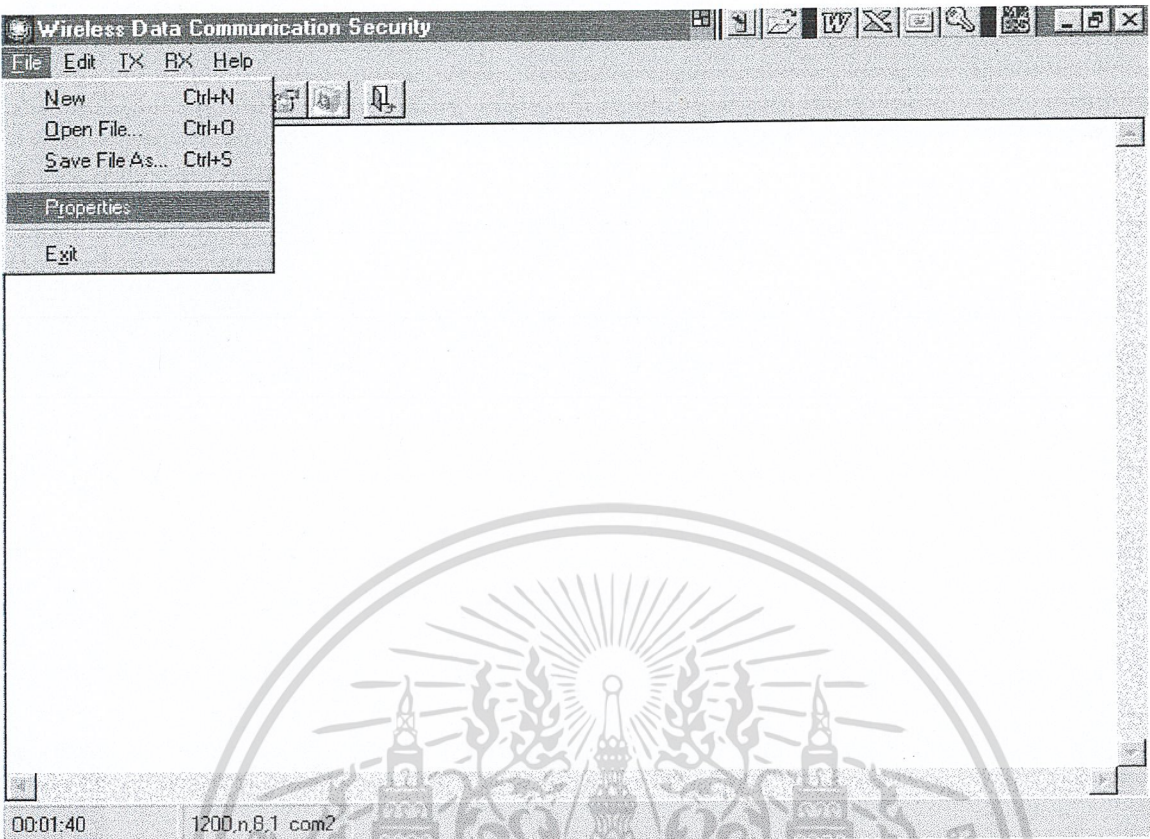 Wireless Data Communication Security
File Edit TX RX Help
New Ctrl+N
Open File... Ctrl+O
Save File As... Ctrl+S
Properties
Exit
00:01:40 1200,n,8,1 com2